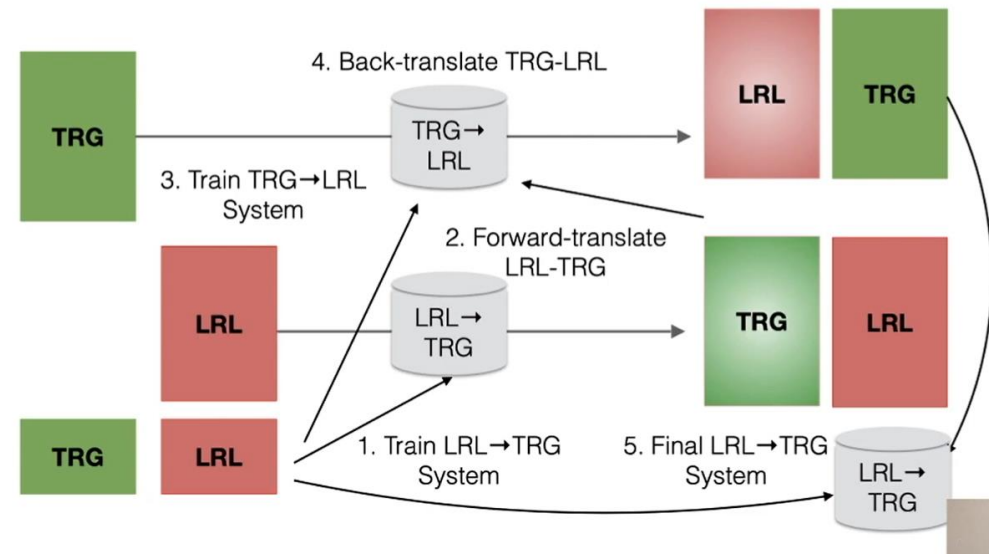 4. Back-translate TRG-LRL
TRG
TRG→
LRL
LRL
TRG
3. Train TRG→LRL
System
2. Forward-translate
LRL-TRG
LRL
LRL→
TRG
TRG
LRL
TRG
LRL
1. Train LRL→TRG
System
5. Final LRL→TRG
System
LRL→
TRG